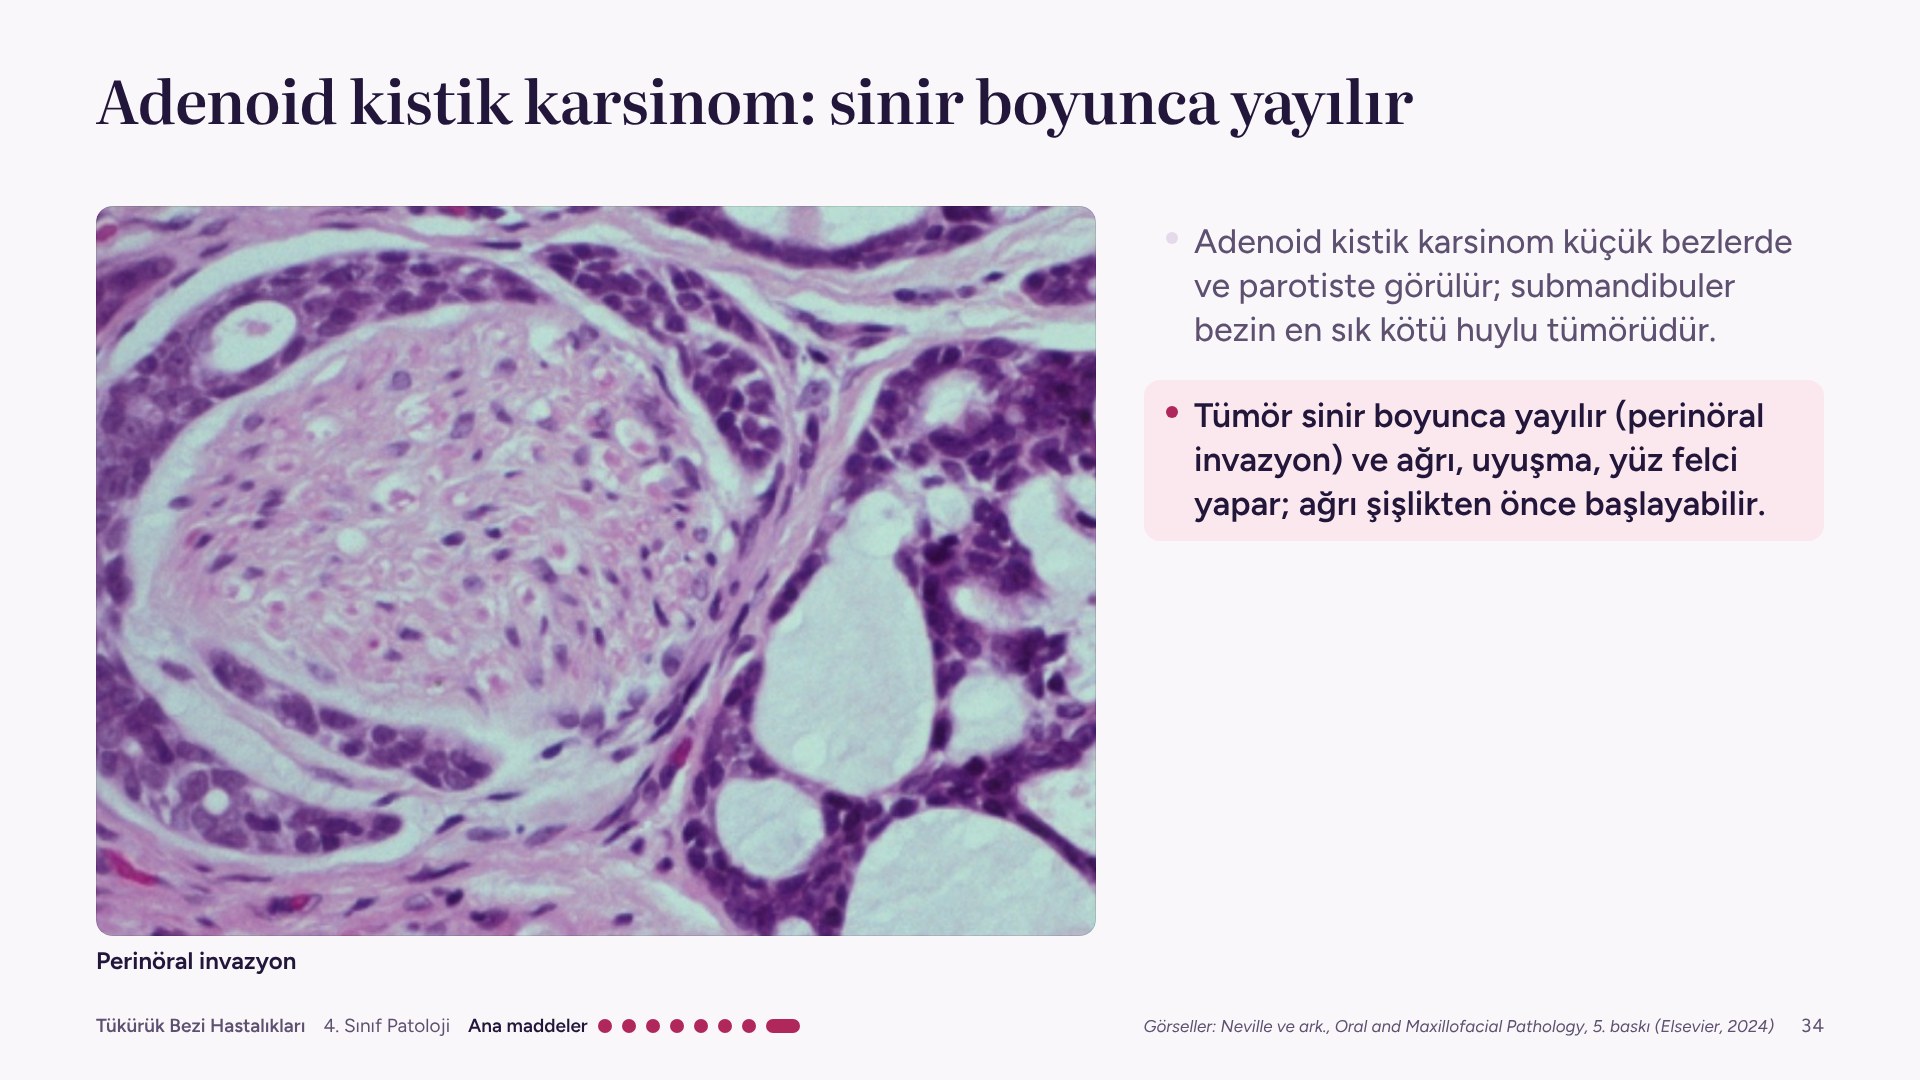 Adenoid kistik karsinom: sinir boyunca yayılır
Adenoid kistik karsinom küçük bezlerde
ve parotiste görülür; submandibuler
bezin en sık kötü huylu tümörüdür.
Tümör sinir boyunca yayılır (perinöral
invazyon) ve ağrı, uyuşma, yüz felci
yapar; ağrı şişlikten önce başlayabilir.
Perinöral invazyon
Tükürük Bezi Hastalıkları 4. Sınıf Patoloji Ana maddeler
Görseller: Neville ve ark., Oral and Maxillofacial Pathology, 5. baskı (Elsevier, 2024) 34